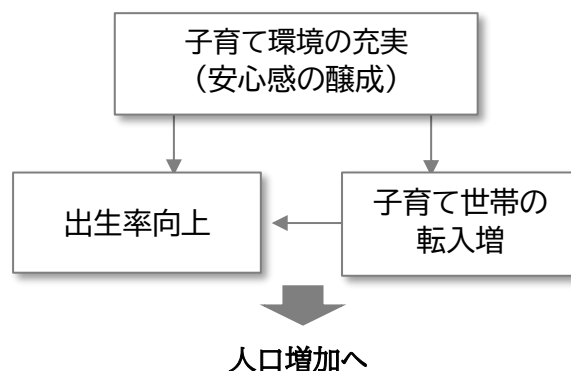 子育て環境の充実
（安心感の醸成）
出生率向上
子育て世帯の
転入増
人口増加へ